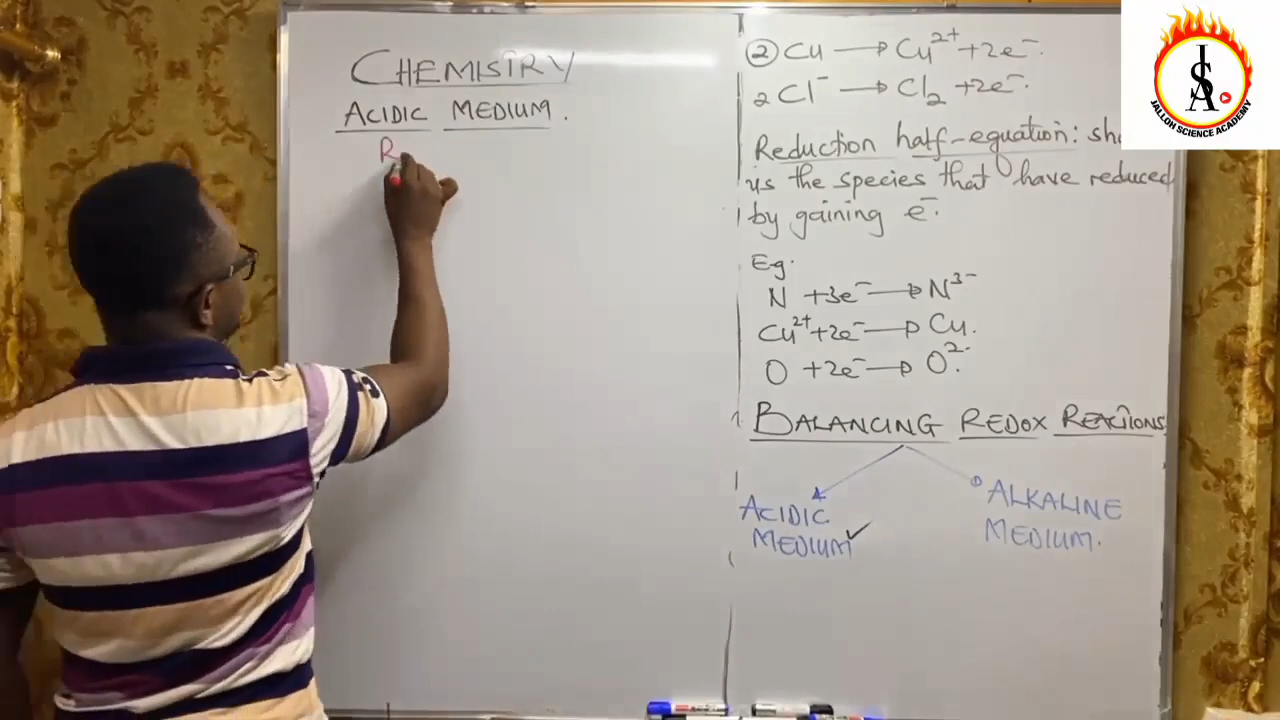 CHEMISTRY
ACIDIC MEDIUM.
R
② Cu → Cu²⁺ + 2e⁻.
2Cl⁻ → Cl₂ + 2e⁻.
Reduction half-equation: sh
us the species that have reduced
by gaining e⁻.
Eg.
N + 3e⁻ → N³⁻
Cu²⁺ + 2e⁻ → Cu.
O + 2e⁻ → O²⁻.
BALANCING REDOX REACTIONS
ACIDIC
MEDIUM ✓
ALKALINE
MEDIUM.
JSA
JALLOH SCIENCE ACADEMY